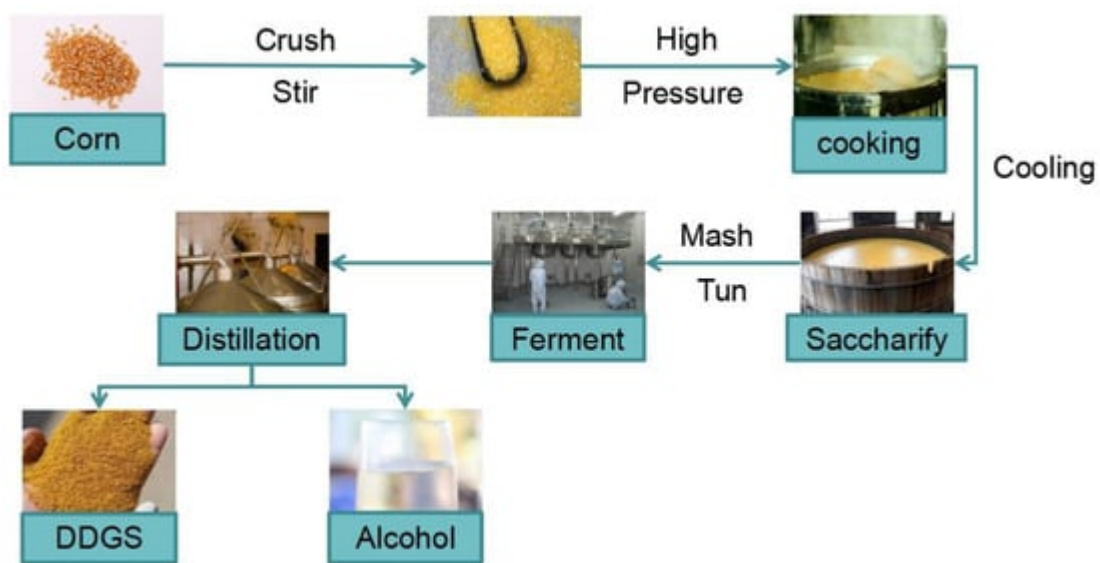 Crush
Stir
High
Pressure
Corn
cooking
Cooling
Mash
Tun
Saccharify
Ferment
Distillation
DDGS
Alcohol